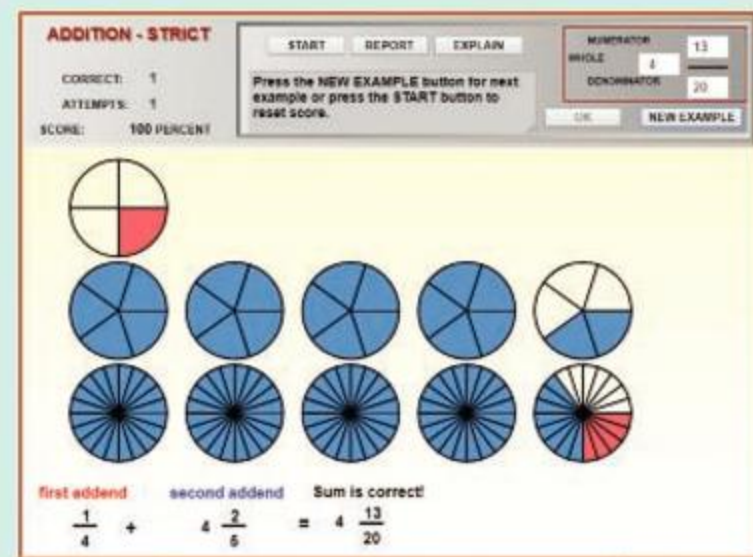 ADDITION - STRICT
CORRECT: 1
ATTEMPTS: 1
SCORE: 100 PERCENT
START REPORT EXPLAIN
Press the NEW EXAMPLE button for next
example or press the START button to
reset score.
NUMERATOR 13
WHOLE 4
DENOMINATOR 20
OK NEW EXAMPLE
first addend second addend Sum is correct!
1 2 13
+ 4 = 4
4 5 20